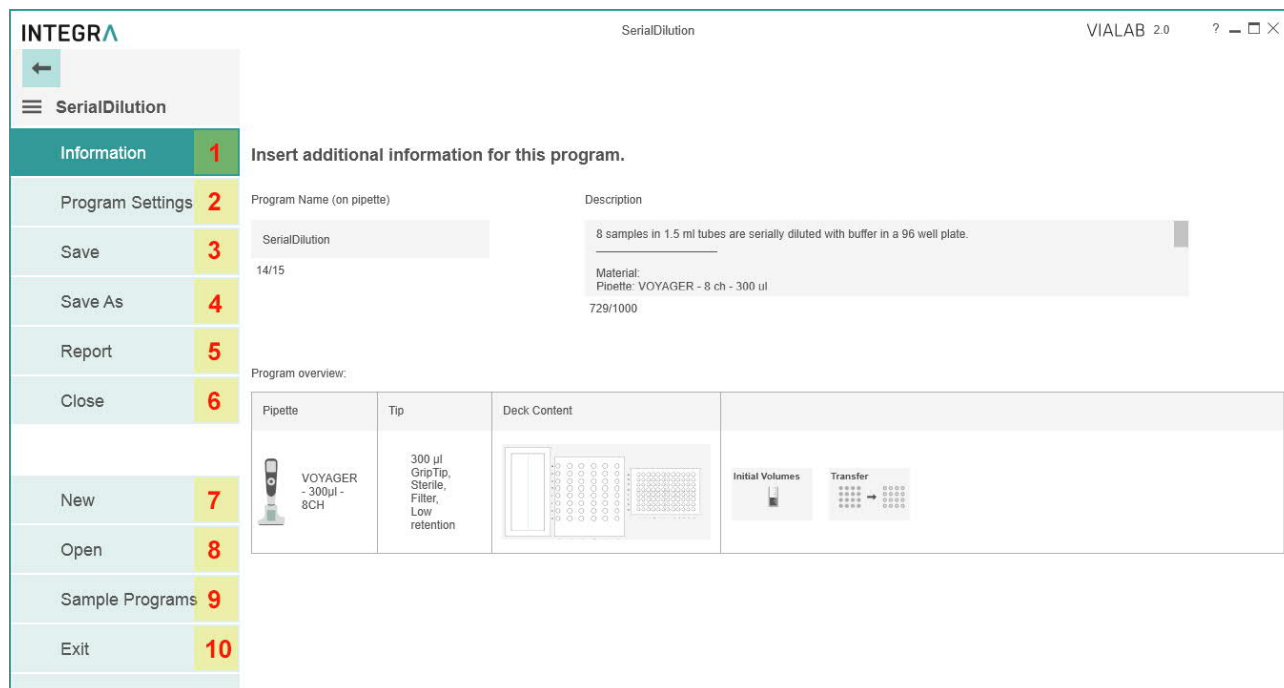 INTEGRA
SerialDilution
VIALAB 2.0
?
SerialDilution
Information 1
Program Settings 2
Save 3
Save As 4
Report 5
Close 6
New 7
Open 8
Sample Programs 9
Exit 10
Insert additional information for this program.
Program Name (on pipette)
SerialDilution
14/15
Description
8 samples in 1.5 ml tubes are serially diluted with buffer in a 96 well plate.
Material:
Pipette: VOYAGER - 8 ch - 300 ul
729/1000
Program overview:
Pipette
Tip
Deck Content
VOYAGER
- 300µl -
8CH
300 µl
GripTip,
Sterile,
Filter,
Low
retention
Initial Volumes
Transfer